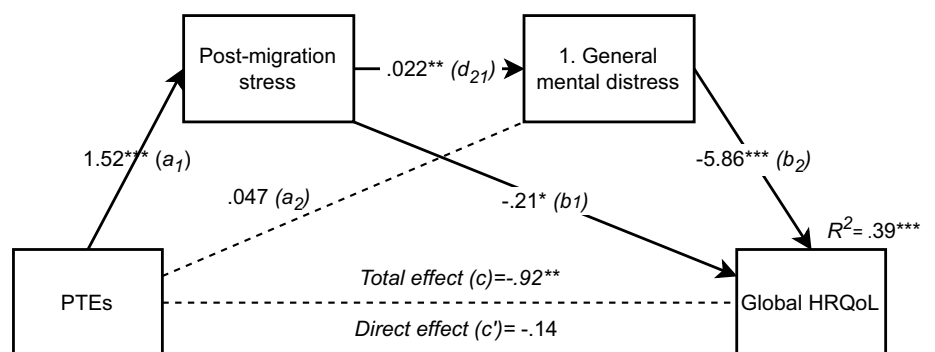 Post-migration
stress
.022** (d21)
1. General
mental distress
1.52*** (a1)
-5.86*** (b2)
.047 (a2)
-.21* (b1)
R2= .39***
PTEs
Total effect (c)=-.92**
Direct effect (c')= -.14
Global HRQoL